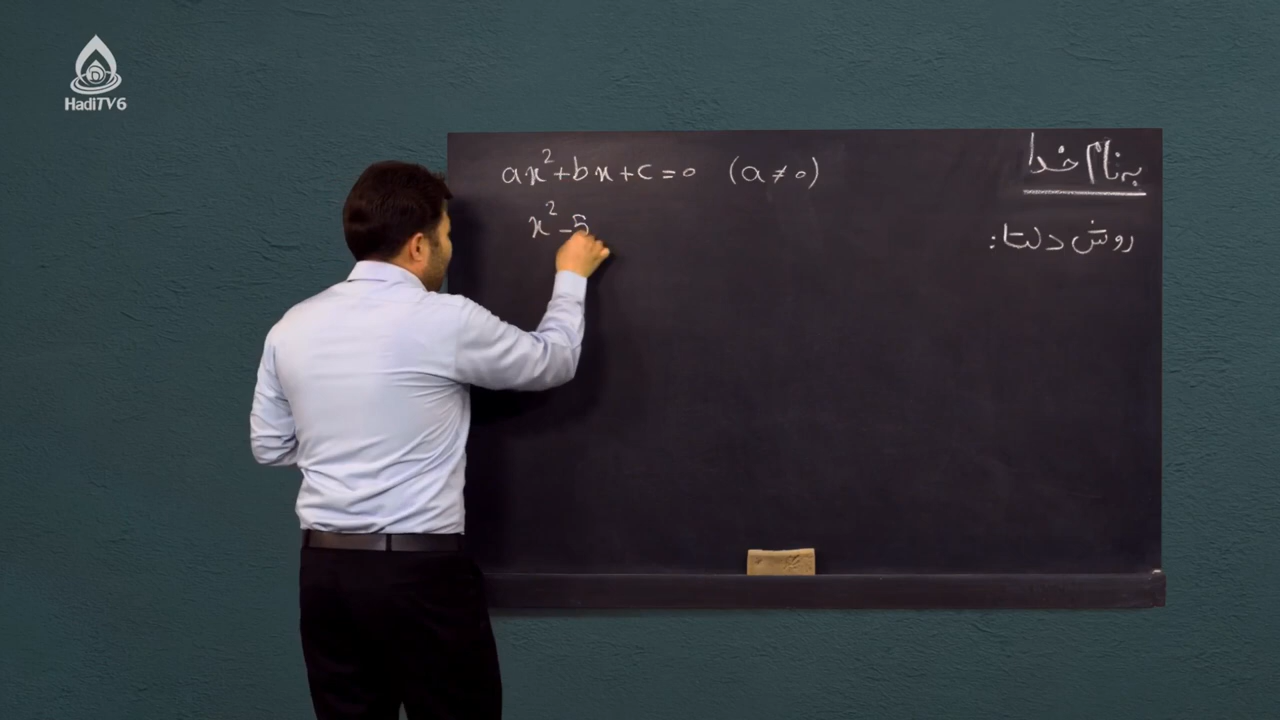 HadiTV6
به نام خدا
ax²+bx+c=0 (a≠0)
x²-5
روش دلتا: